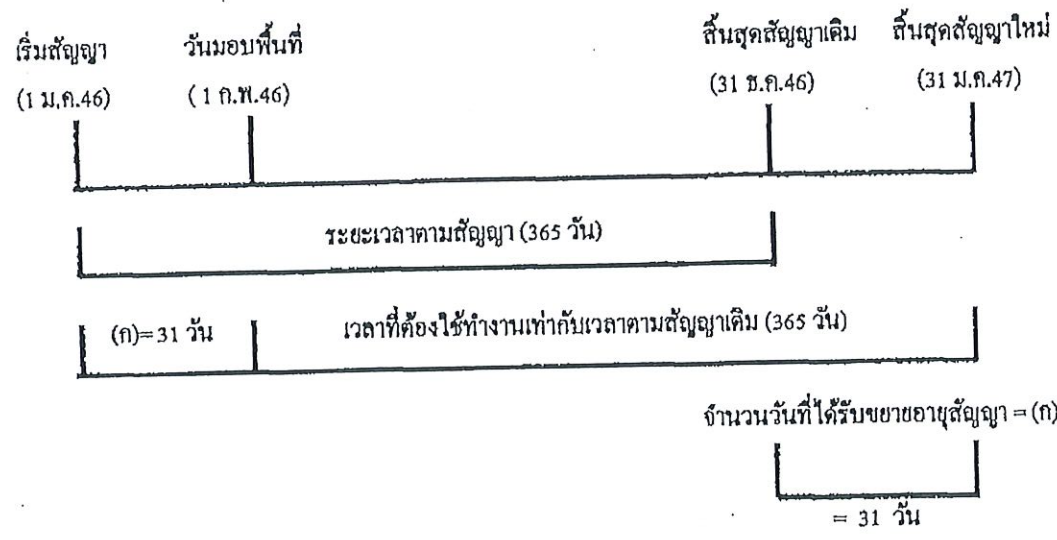 เริ่มสัญญา วันมอบพื้นที่ สิ้นสุดสัญญาเดิม สิ้นสุดสัญญาใหม่
(1 ม.ค.46) ( 1 ก.พ.46) (31 ธ.ค.46) (31 ม.ค.47)
ระยะเวลาตามสัญญา (365 วัน)
(ก)=31 วัน เวลาที่ต้องใช้ทำงานเท่ากับเวลาตามสัญญาเดิม (365 วัน)
จำนวนวันที่ได้รับขยายอายุสัญญา = (ก)
= 31 วัน